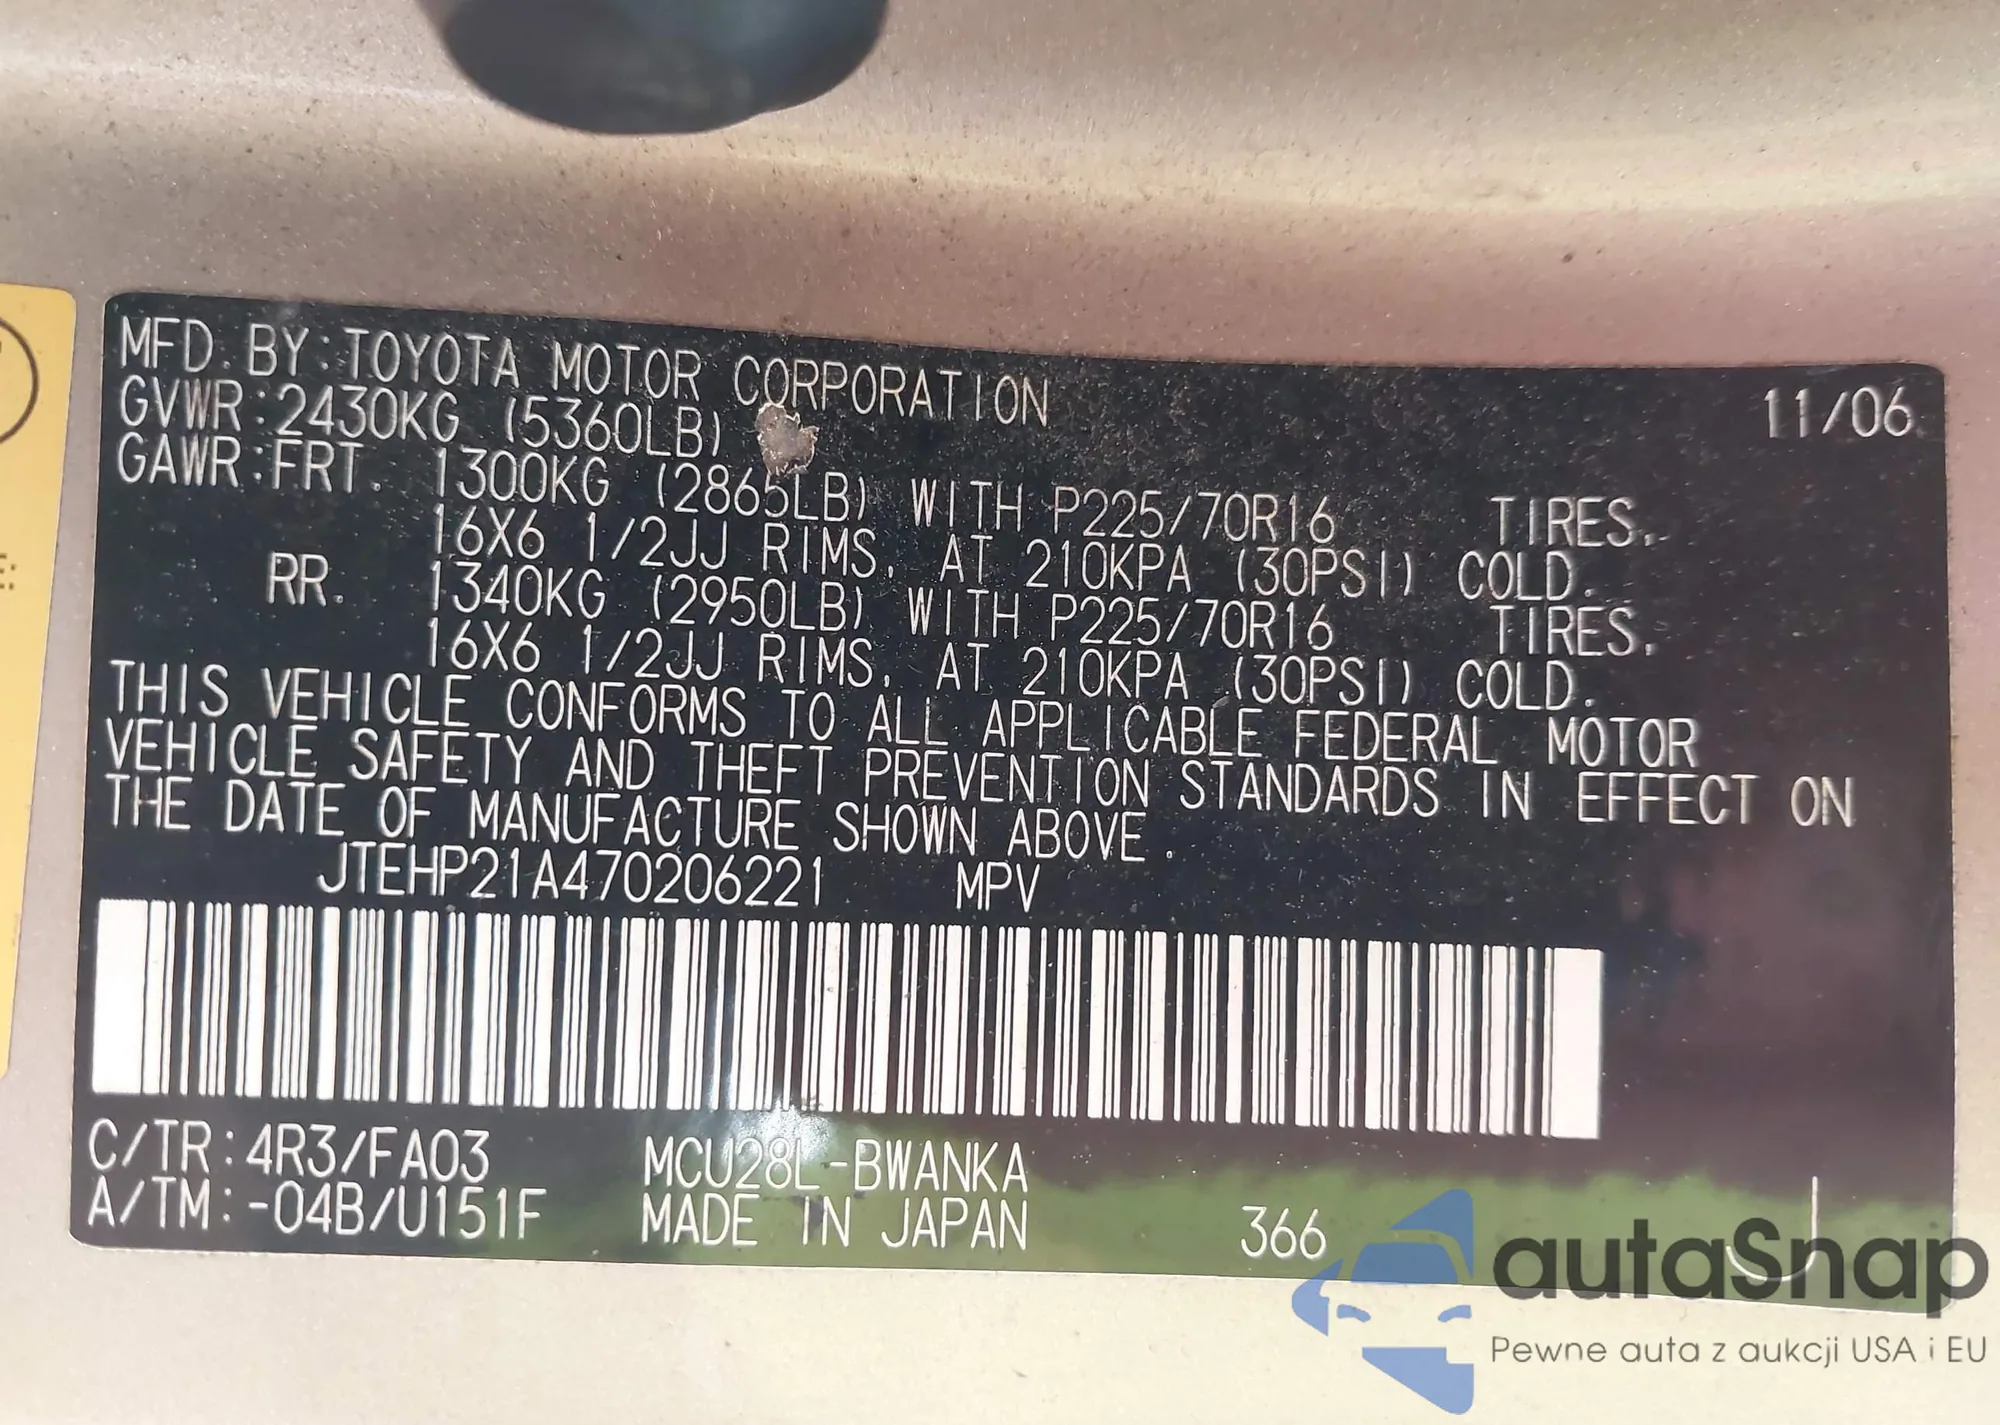 MFD. BY:TOYOTA MOTOR CORPORATION 11/06
GVWR:2430KG (5360LB)
GAWR:FRT. 1300KG (2865LB) WITH P225/70R16 TIRES,
16X6 1/2JJ RIMS, AT 210KPA (30PSI) COLD.
RR. 1340KG (2950LB) WITH P225/70R16 TIRES,
16X6 1/2JJ RIMS, AT 210KPA (30PSI) COLD.
THIS VEHICLE CONFORMS TO ALL APPLICABLE FEDERAL MOTOR
VEHICLE SAFETY AND THEFT PREVENTION STANDARDS IN EFFECT ON
THE DATE OF MANUFACTURE SHOWN ABOVE.
JTEHP21A470206221 MPV
C/TR:4R3/FA03 MCU28L-BWANKA
A/TM:-04B/U151F MADE IN JAPAN 366 J
autaSnap
Pewne auta z aukcji USA i EU